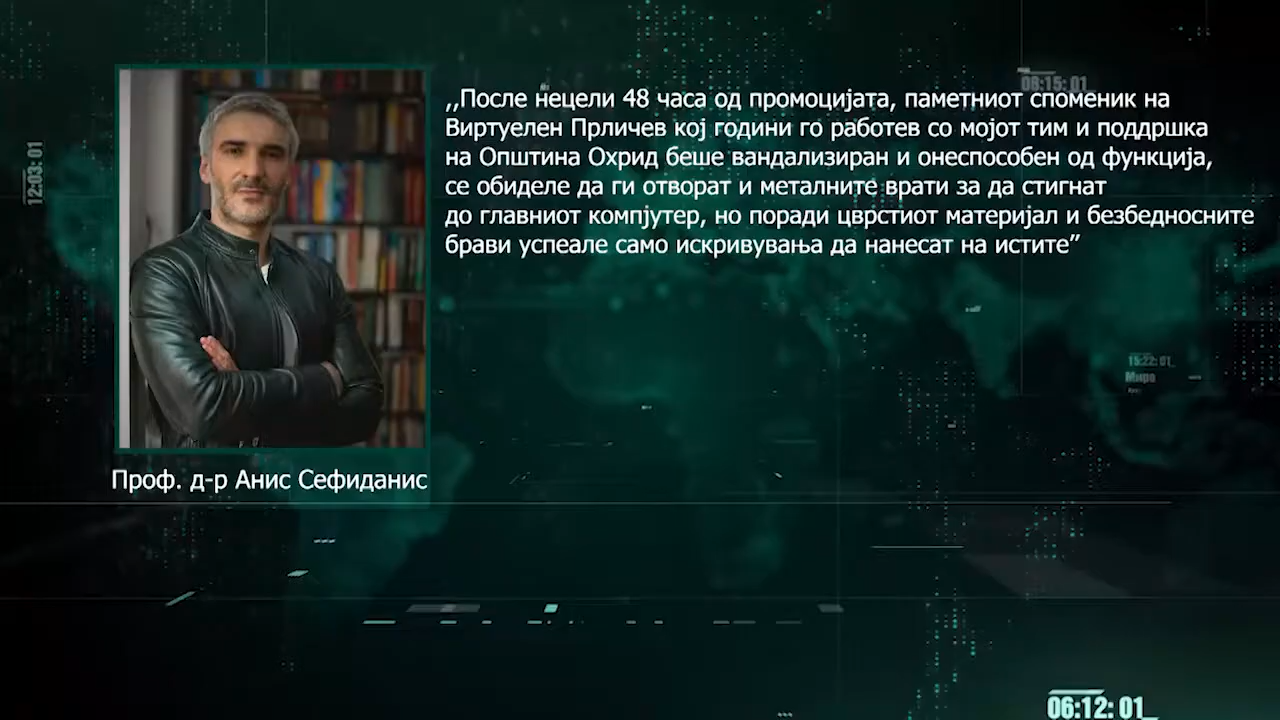 08:15: 01
,,После нецели 48 часа од промоцијата, паметниот споменик на
Виртуелен Прличев кој години го работев со мојот тим и поддршка
на Општина Охрид беше вандализиран и онеспособен од функција,
се обиделе да ги отворат и металните врати за да стигнат
до главниот компјутер, но поради цврстиот материјал и безбедносните
брави успеале само искривувања да нанесат на истите”
12:03: 01
15:22: 01
Миро
Проф. д-р Анис Сефиданис
06:12: 01